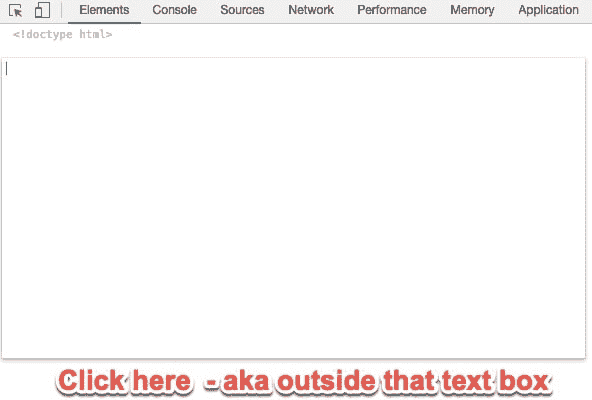 Elements Console Sources Network Performance Memory Application
<!doctype html>
Click here - aka outside that text box